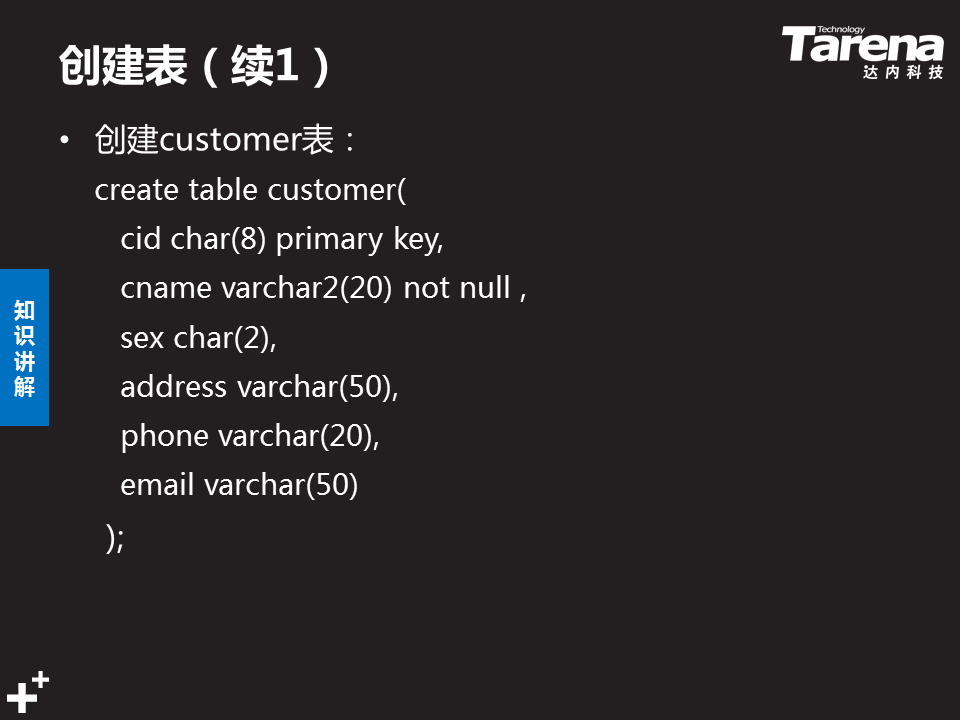 创建表（续1）
Technology
Tarena
达内科技
• 创建customer表：
create table customer(
cid char(8) primary key,
cname varchar2(20) not null ,
sex char(2),
address varchar(50),
phone varchar(20),
email varchar(50)
);
知
识
讲
解